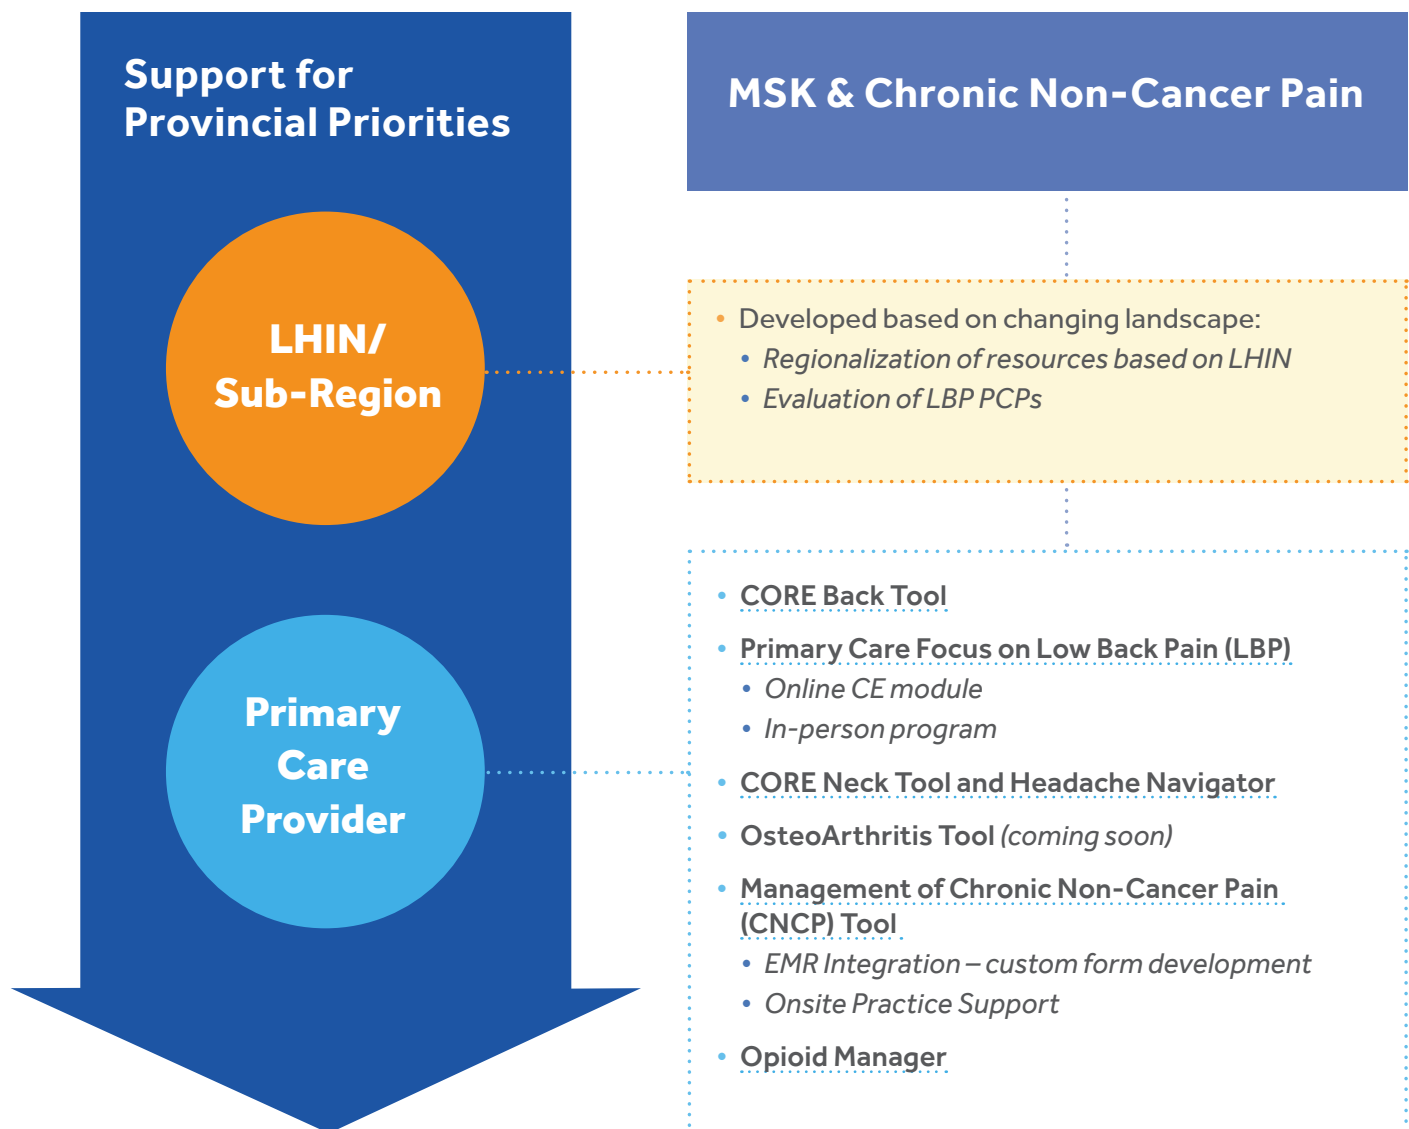 Support for
Provincial Priorities
LHIN/
Sub-Region
Primary
Care
Provider
MSK & Chronic Non-Cancer Pain
• Developed based on changing landscape:
• Regionalization of resources based on LHIN
• Evaluation of LBP PCPs
• CORE Back Tool
• Primary Care Focus on Low Back Pain (LBP)
• Online CE module
• In-person program
• CORE Neck Tool and Headache Navigator
• OsteoArthritis Tool (coming soon)
• Management of Chronic Non-Cancer Pain
(CNCP) Tool
• EMR Integration – custom form development
• Onsite Practice Support
• Opioid Manager